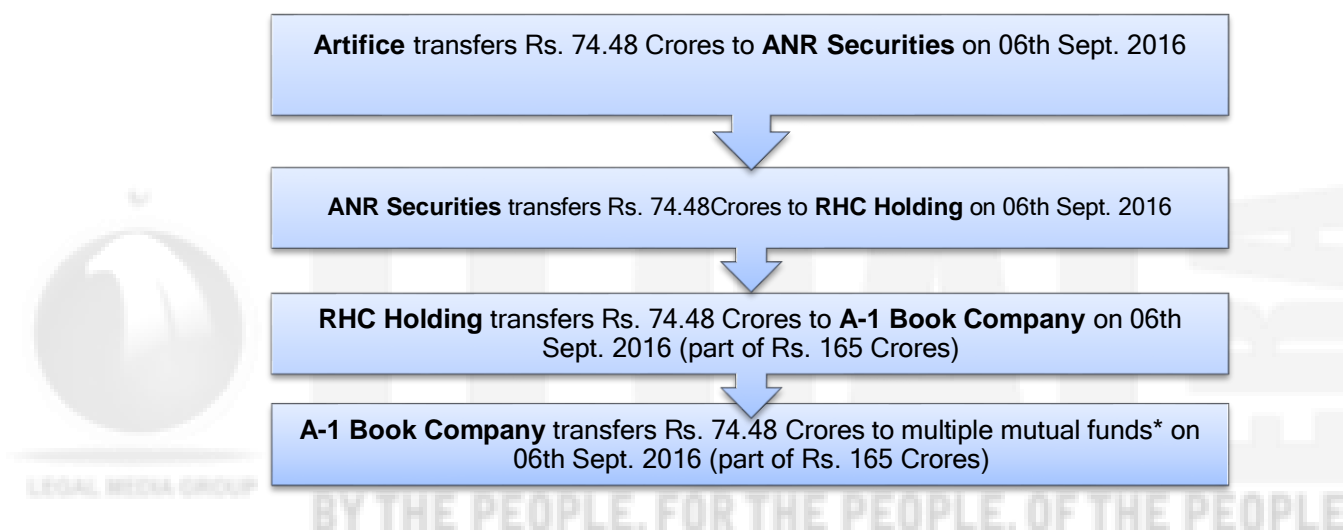 Artifice transfers Rs. 74.48 Crores to ANR Securities on 06th Sept. 2016
ANR Securities transfers Rs. 74.48Crores to RHC Holding on 06th Sept. 2016
RHC Holding transfers Rs. 74.48 Crores to A-1 Book Company on 06th
Sept. 2016 (part of Rs. 165 Crores)
A-1 Book Company transfers Rs. 74.48 Crores to multiple mutual funds* on
06th Sept. 2016 (part of Rs. 165 Crores)
LEGAL MEDIA GROUP
BY THE PEOPLE. FOR THE PEOPLE. OF THE PEOPLE